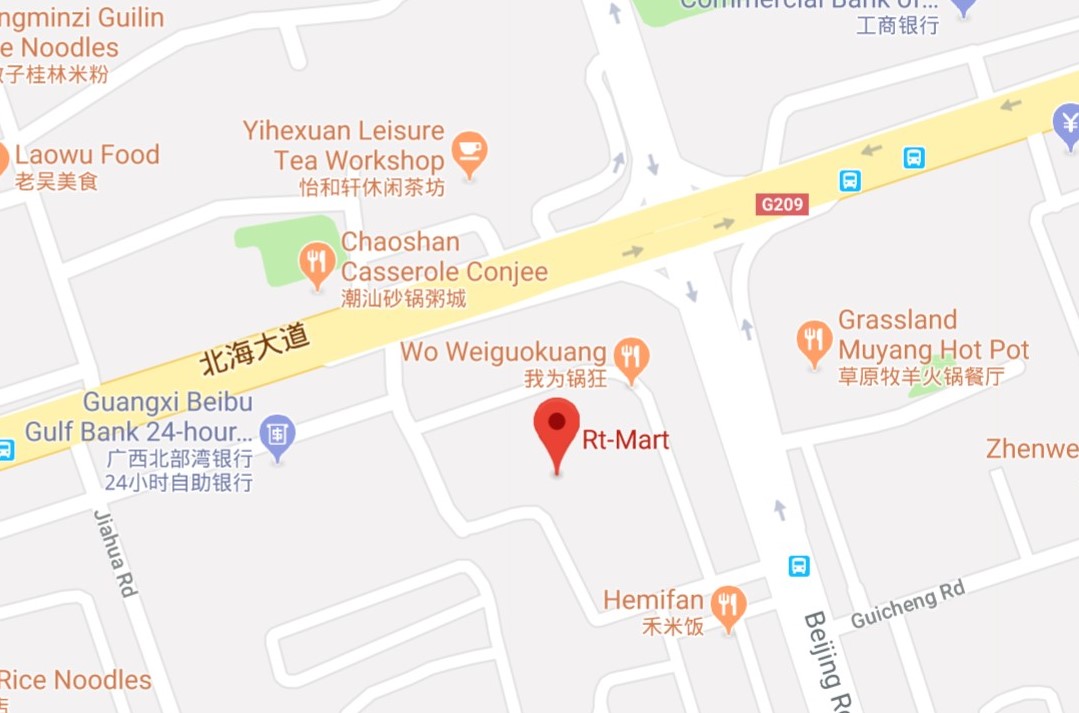 ngminzi Guilin
e Noodles
子桂林米粉
Commercial Bank of...
工商银行
Yihexuan Leisure
Tea Workshop
怡和轩休闲茶坊
Laowu Food
老吴美食
¥
G209
Chaoshan
Casserole Conjee
潮汕砂锅粥城
北海大道
Wo Weiguokuang
我为锅狂
Grassland
Muyang Hot Pot
草原牧羊火锅餐厅
Guangxi Beibu
Gulf Bank 24-hour...
广西北部湾银行
24小时自助银行
Rt-Mart
Zhenwe
Jiahua Rd
Hemifan
禾米饭
Guicheng Rd
Beijing R
Rice Noodles